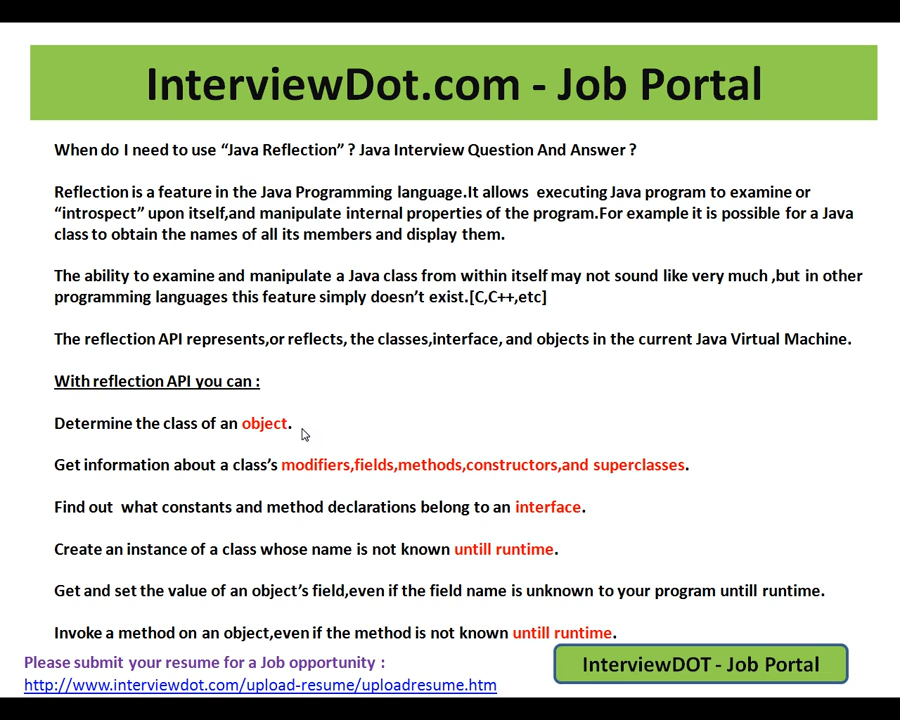 InterviewDot.com - Job Portal
When do I need to use “Java Reflection” ? Java Interview Question And Answer ?
Reflection is a feature in the Java Programming language.It allows  executing Java program to examine or
“introspect” upon itself,and manipulate internal properties of the program.For example it is possible for a Java
class to obtain the names of all its members and display them.
The ability to examine and manipulate a Java class from within itself may not sound like very much ,but in other
programming languages this feature simply doesn’t exist.[C,C++,etc]
The reflection API represents,or reflects, the classes,interface, and objects in the current Java Virtual Machine.
With reflection API you can :
Determine the class of an object.
Get information about a class’s modifiers,fields,methods,constructors,and superclasses.
Find out  what constants and method declarations belong to an interface.
Create an instance of a class whose name is not known untill runtime.
Get and set the value of an object’s field,even if the field name is unknown to your program untill runtime.
Invoke a method on an object,even if the method is not known untill runtime.
Please submit your resume for a Job opportunity :
http://www.interviewdot.com/upload-resume/uploadresume.htm
InterviewDOT - Job Portal